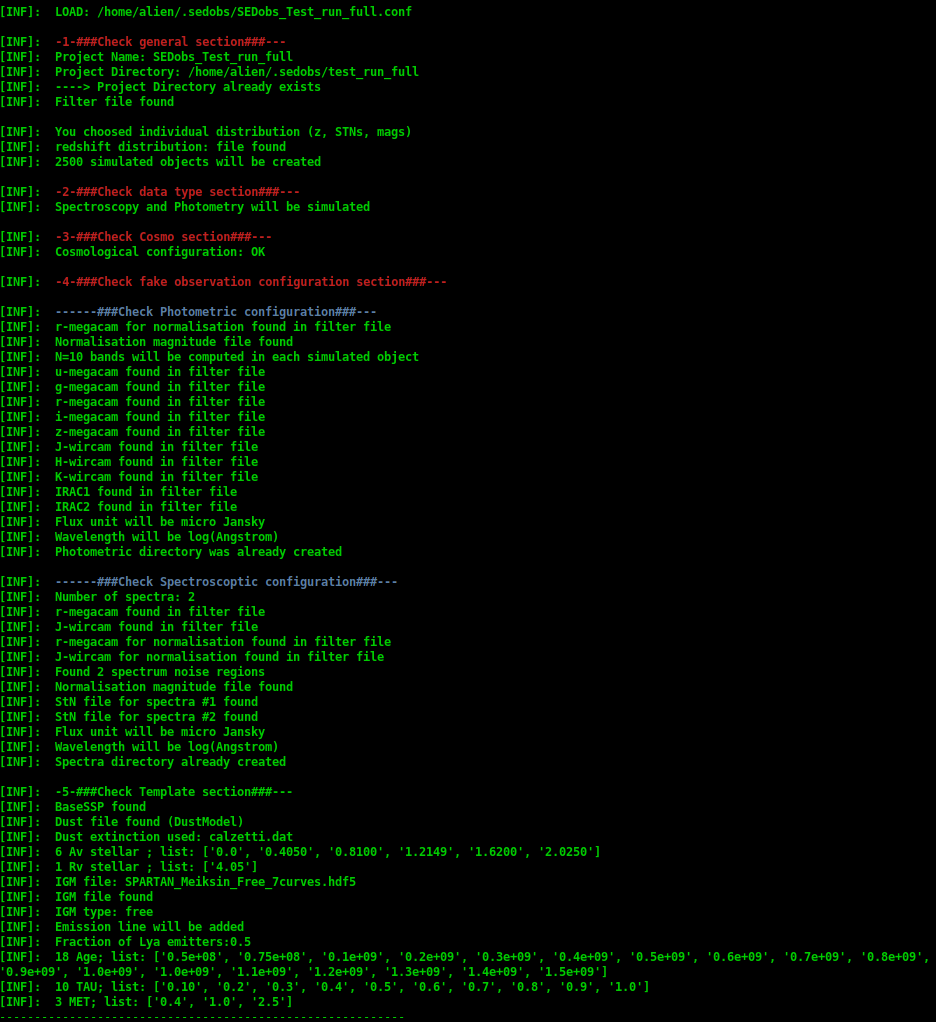 [INF]:  LOAD: /home/alien/.sedobs/SEDobs_Test_run_full.conf
[INF]:  -1-###Check general section###---
[INF]:  Project Name: SEDobs_Test_run_full
[INF]:  Project Directory: /home/alien/.sedobs/test_run_full
[INF]:  ----> Project Directory already exists
[INF]:  Filter file found
[INF]:  You choosed individual distribution (z, STNs, mags)
[INF]:  redshift distribution: file found
[INF]:  2500 simulated objects will be created
[INF]:  -2-###Check data type section###---
[INF]:  Spectroscopy and Photometry will be simulated
[INF]:  -3-###Check Cosmo section###---
[INF]:  Cosmological configuration: OK
[INF]:  -4-###Check fake observation configuration section###---
[INF]:  ------###Check Photometric configuration###---
[INF]:  r-megacam for normalisation found in filter file
[INF]:  Normalisation magnitude file found
[INF]:  N=10 bands will be computed in each simulated object
[INF]:  u-megacam found in filter file
[INF]:  g-megacam found in filter file
[INF]:  r-megacam found in filter file
[INF]:  i-megacam found in filter file
[INF]:  z-megacam found in filter file
[INF]:  J-wircam found in filter file
[INF]:  H-wircam found in filter file
[INF]:  K-wircam found in filter file
[INF]:  IRAC1 found in filter file
[INF]:  IRAC2 found in filter file
[INF]:  Flux unit will be micro Jansky
[INF]:  Wavelength will be log(Angstrom)
[INF]:  Photometric directory was already created
[INF]:  ------###Check Spectroscoptic configuration###---
[INF]:  Number of spectra: 2
[INF]:  r-megacam found in filter file
[INF]:  J-wircam found in filter file
[INF]:  r-megacam for normalisation found in filter file
[INF]:  J-wircam for normalisation found in filter file
[INF]:  Found 2 spectrum noise regions
[INF]:  Normalisation magnitude file found
[INF]:  StN file for spectra #1 found
[INF]:  StN file for spectra #2 found
[INF]:  Flux unit will be micro Jansky
[INF]:  Wavelength will be log(Angstrom)
[INF]:  Spectra directory already created
[INF]:  -5-###Check Template section###---
[INF]:  BaseSSP found
[INF]:  Dust file found (DustModel)
[INF]:  Dust extinction used: calzetti.dat
[INF]:  6 Av stellar ; list: ['0.0', '0.4050', '0.8100', '1.2149', '1.6200', '2.0250']
[INF]:  1 Rv stellar ; list: ['4.05']
[INF]:  IGM file: SPARTAN_Meiksin_Free_7curves.hdf5
[INF]:  IGM file found
[INF]:  IGM type: free
[INF]:  Emission line will be added
[INF]:  Fraction of Lya emitters:0.5
[INF]:  18 Age; list: ['0.5e+08', '0.75e+08', '0.1e+09', '0.2e+09', '0.3e+09', '0.4e+09', '0.5e+09', '0.6e+09', '0.7e+09', '0.8e+09',
'0.9e+09', '1.0e+09', '1.0e+09', '1.1e+09', '1.2e+09', '1.3e+09', '1.4e+09', '1.5e+09']
[INF]:  10 TAU; list: ['0.10', '0.2', '0.3', '0.4', '0.5', '0.6', '0.7', '0.8', '0.9', '1.0']
[INF]:  3 MET; list: ['0.4', '1.0', '2.5']
----------------------------------------------------------